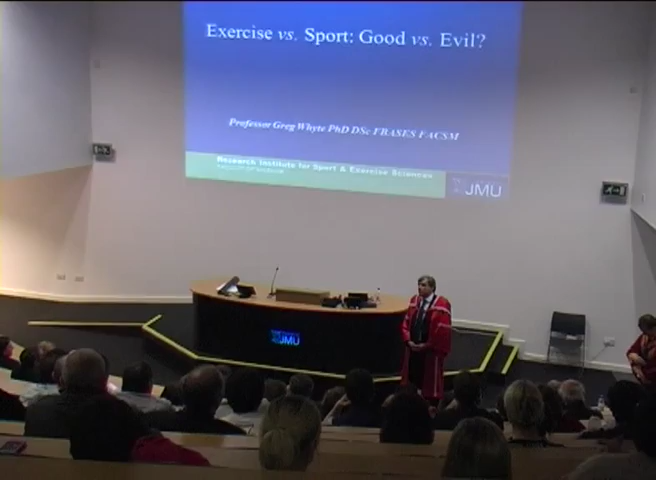 Exercise vs. Sport: Good vs. Evil?
Professor Greg Whyte PhD DSc FBASES FACSM
Research Institute for Sport & Exercise Sciences
JMU
JMU